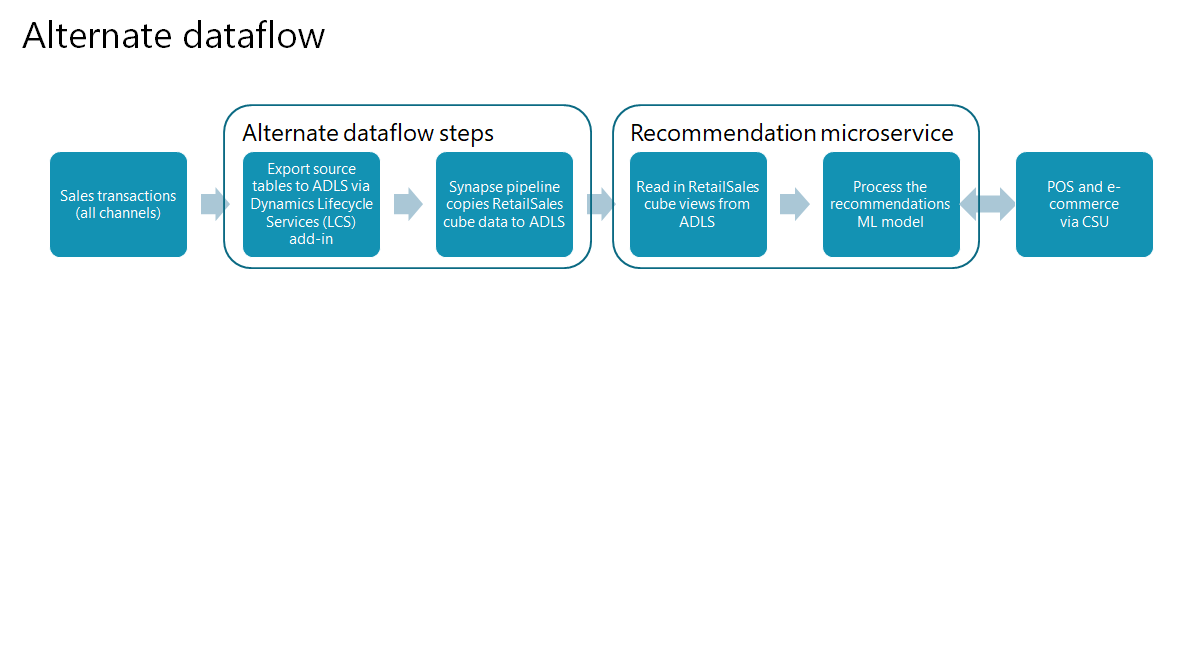 Alternate dataflow
Alternate dataflow steps
Recommendation microservice
Sales transactions
(all channels)
Export source
tables to ADLS via
Dynamics Lifecycle
Services (LCS)
add-in
Synapse pipeline
copies RetailSales
cube data to ADLS
Read in RetailSales
cube views from
ADLS
Process the
recommendations
ML model
POS and e-
commerce
via CSU